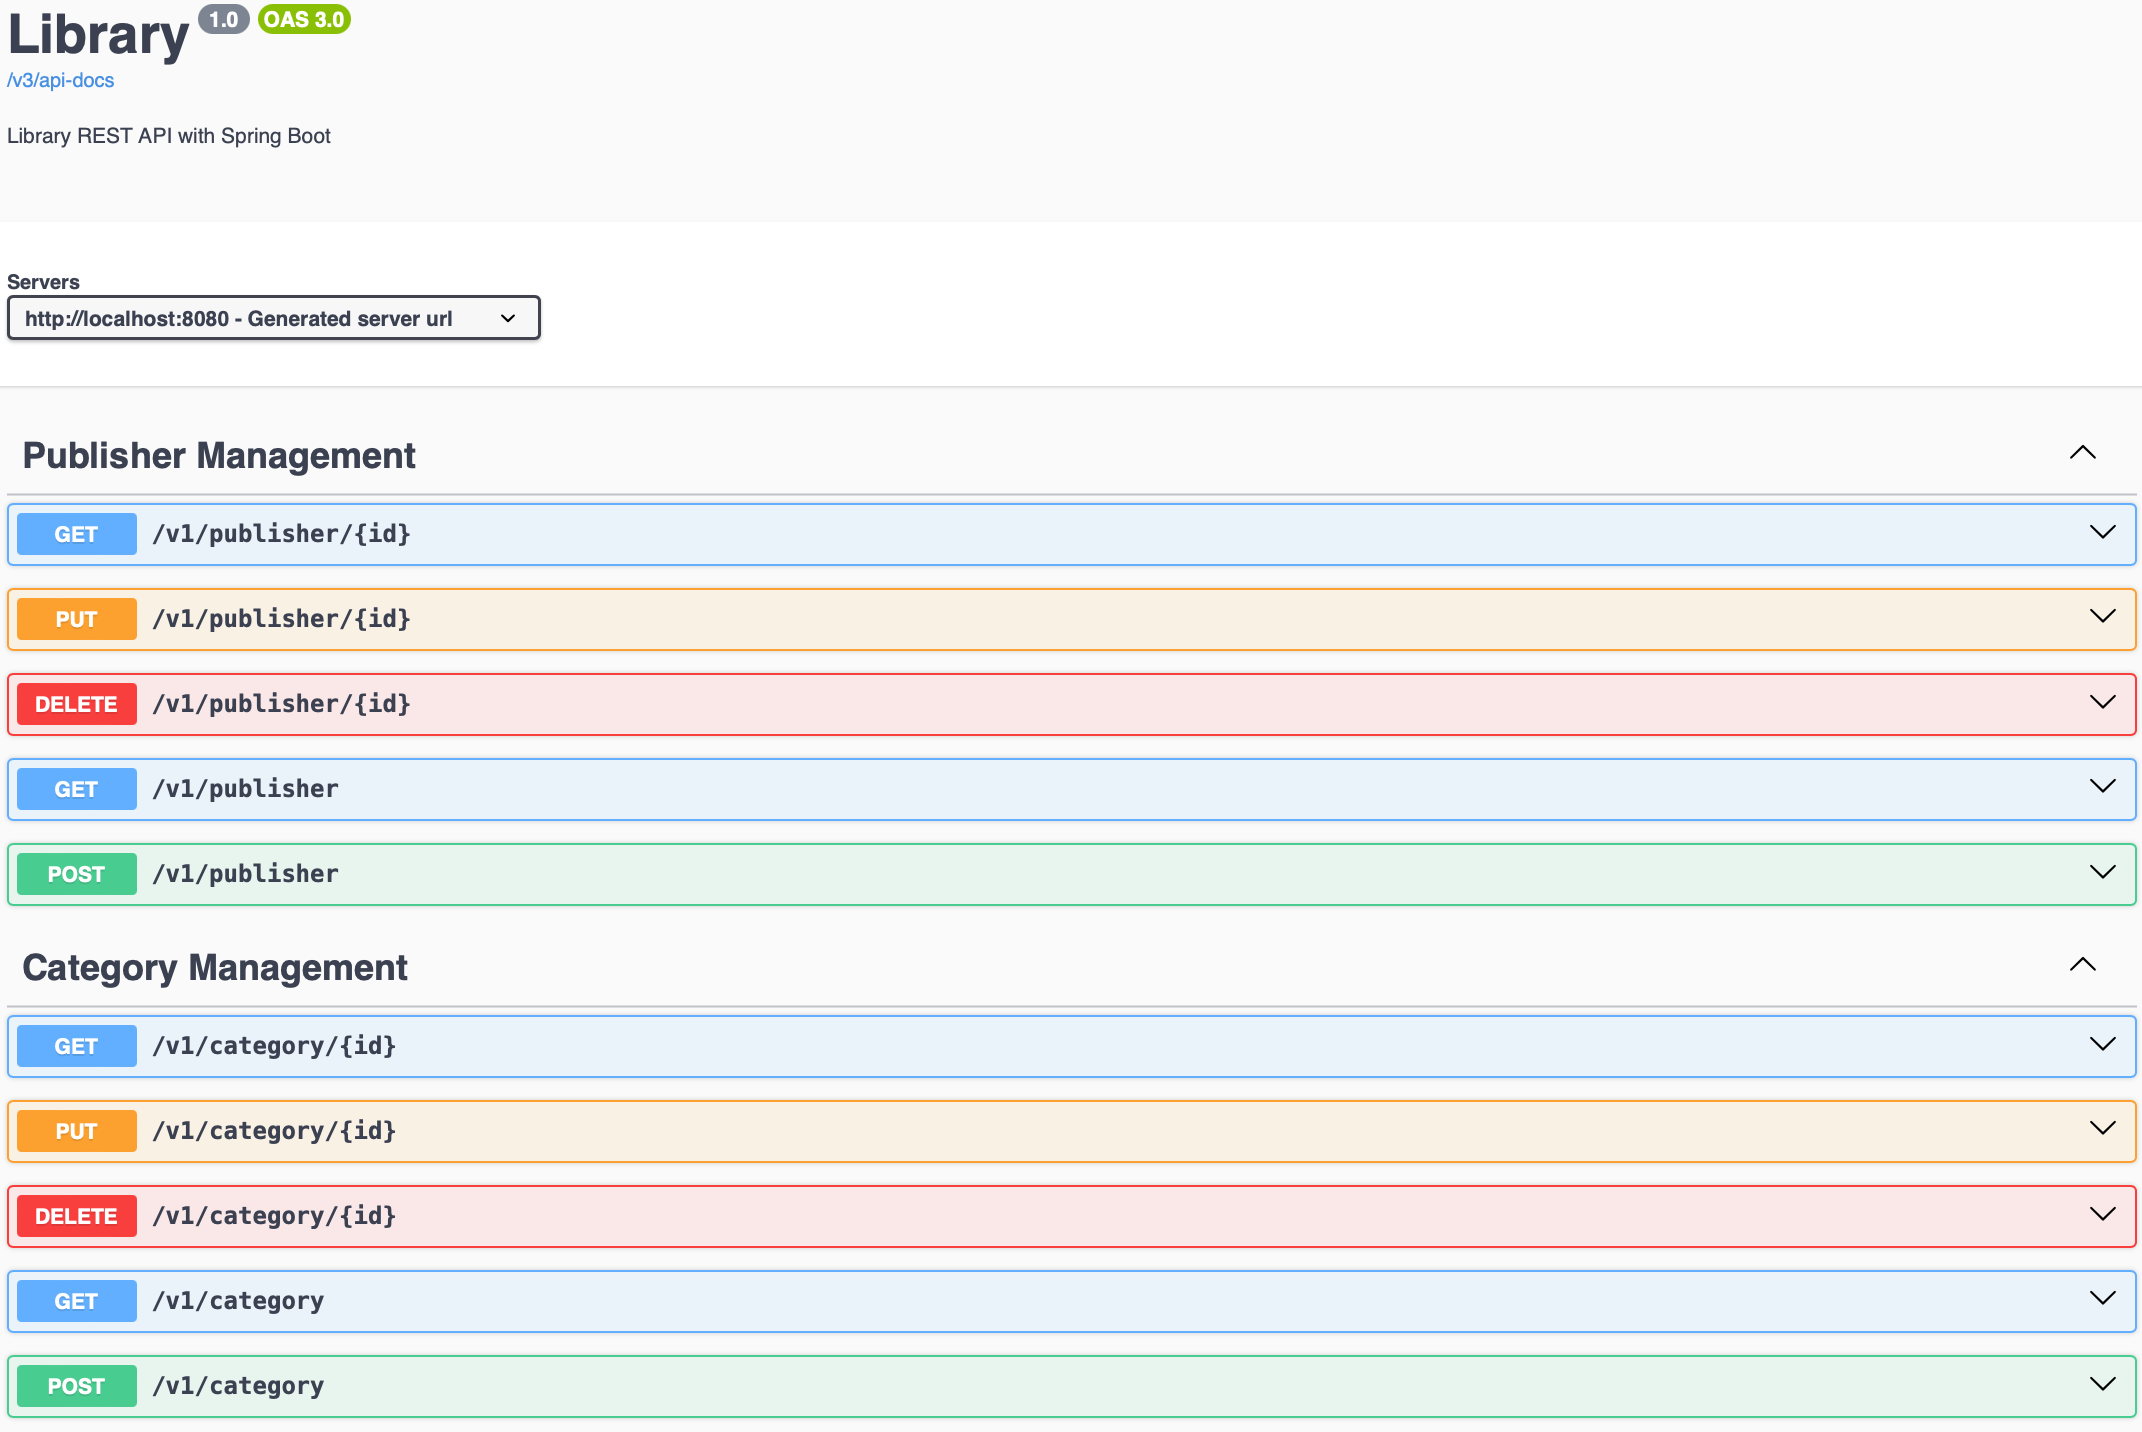 Library 1.0 OAS 3.0
/v3/api-docs
Library REST API with Spring Boot
Servers
http://localhost:8080 - Generated server url
Publisher Management
GET /v1/publisher/{id}
PUT /v1/publisher/{id}
DELETE /v1/publisher/{id}
GET /v1/publisher
POST /v1/publisher
Category Management
GET /v1/category/{id}
PUT /v1/category/{id}
DELETE /v1/category/{id}
GET /v1/category
POST /v1/category